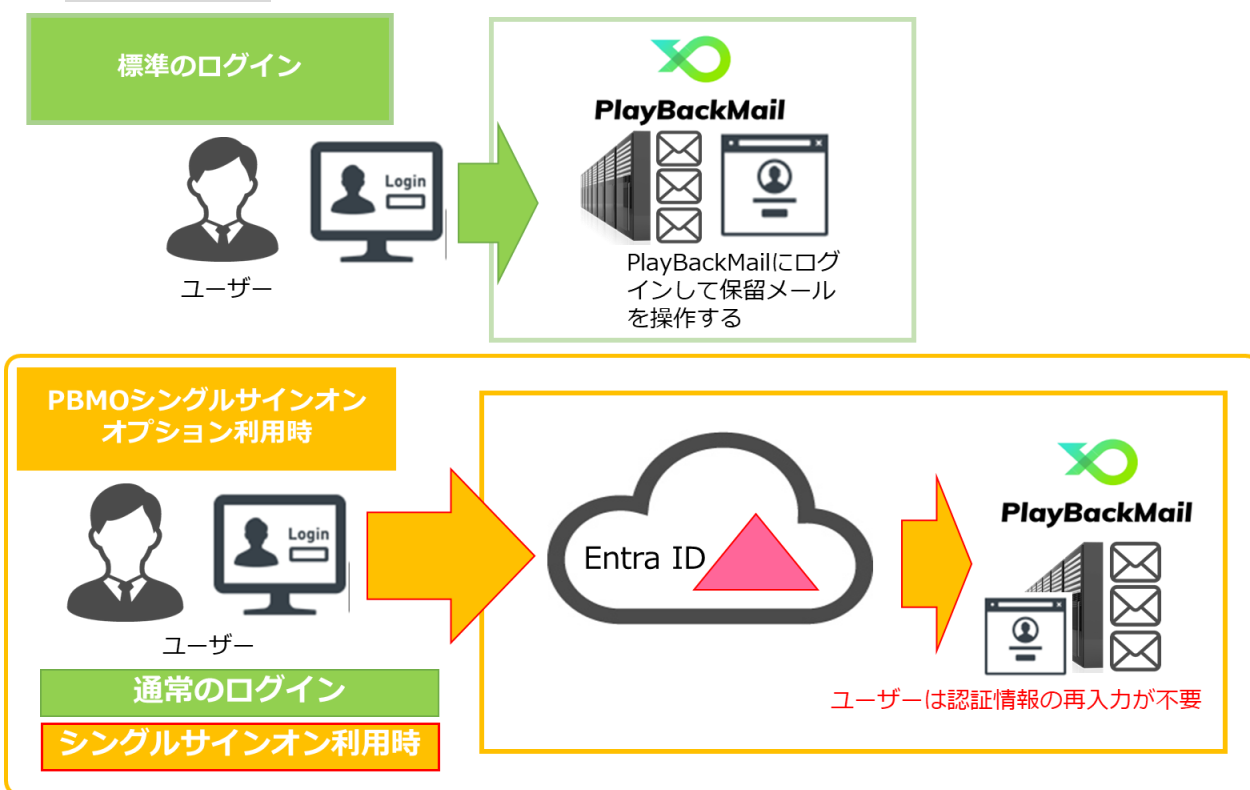 標準のログイン
PlayBackMail
Login
ユーザー
PlayBackMailにログ
インして保留メール
を操作する
PBMOシングルサインオン
オプション利用時
Login
ユーザー
Entra ID
PlayBackMail
ユーザーは認証情報の再入力が不要
通常のログイン
シングルサインオン利用時